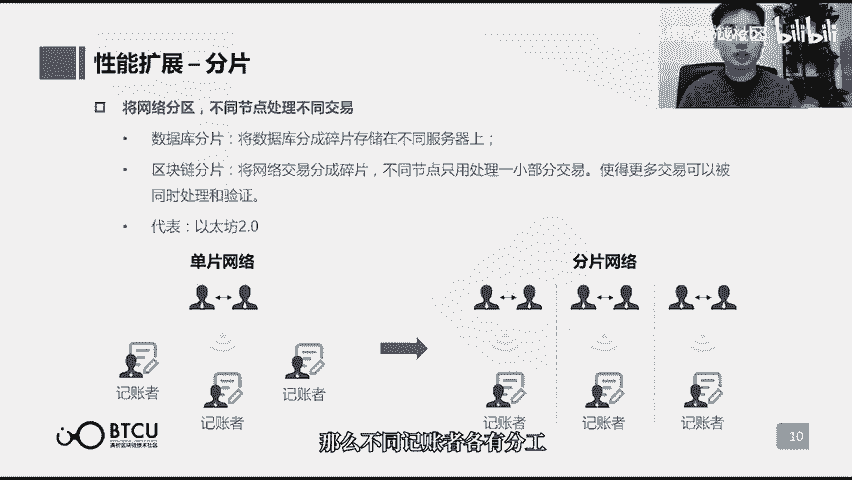 bilibili
性能扩展 – 分片
将网络分区，不同节点处理不同交易
数据库分片：将数据库分成碎片存储在不同服务器上；
区块链分片：将网络交易分成碎片，不同节点只用处理一小部分交易。使得更多交易可以被
同时处理和验证。
代表：以太坊2.0
单片网络
分片网络
记账者
记账者
记账者
记账者
记账者
记账者
BTCU
那么不同记账者各有分工
10